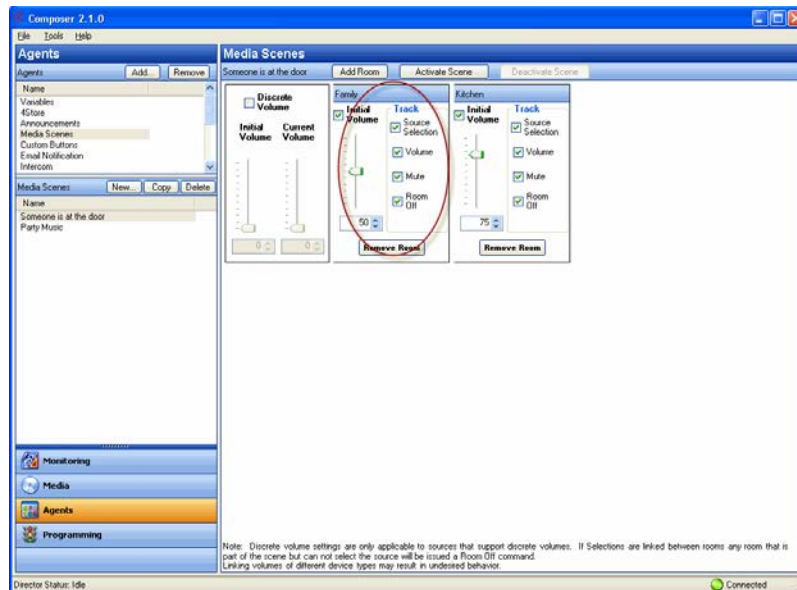 Composer 2.1.0
File Tools Help
Agents
Agents Add... Remove
Name
Variables
4Store
Announcements
Media Scenes
Custom Buttons
Email Notification
Intercom
Media Scenes New... Copy Delete
Name
Someone is at the door
Party Music
Monitoring
Media
Agents
Programming
Media Scenes
Someone is at the door Add Room Activate Scene Deactivate Scene
Discrete
Volume
Initial Current
Volume Volume
0 0
Family
Initial
Volume
Track
Source
Selection
Volume
Mute
Room
Off
50
Remove Room
Kitchen
Initial
Volume
Track
Source
Selection
Volume
Mute
Room
Off
75
Remove Room
Note: Discrete volume settings are only applicable to sources that support discrete volumes. If Selections are linked between rooms any room that is
part of the scene but can not select the source will be issued a Room Off command.
Linking volumes of different device types may result in undesired behavior.
Director Status: Idle
Connected